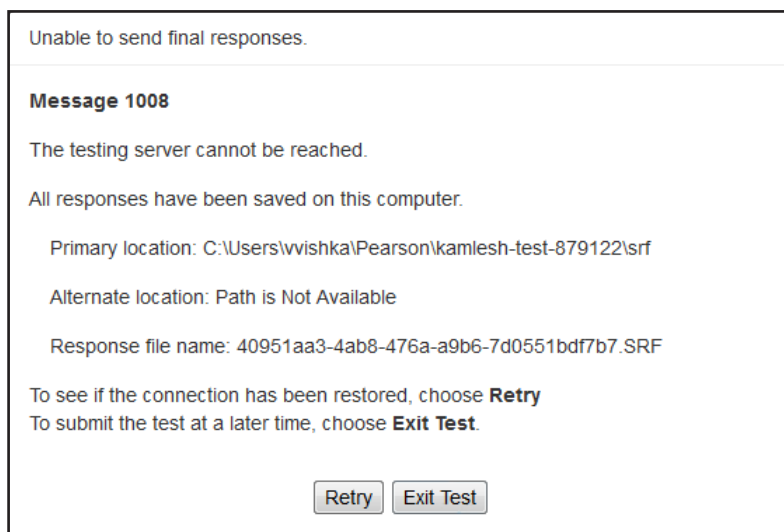 Unable to send final responses.
Message 1008
The testing server cannot be reached.
All responses have been saved on this computer.
Primary location: C:\Users\vvishka\Pearson\kamlesh-test-879122\srf
Alternate location: Path is Not Available
Response file name: 40951aa3-4ab8-476a-a9b6-7d0551bdf7b7.SRF
To see if the connection has been restored, choose Retry
To submit the test at a later time, choose Exit Test.
Retry Exit Test